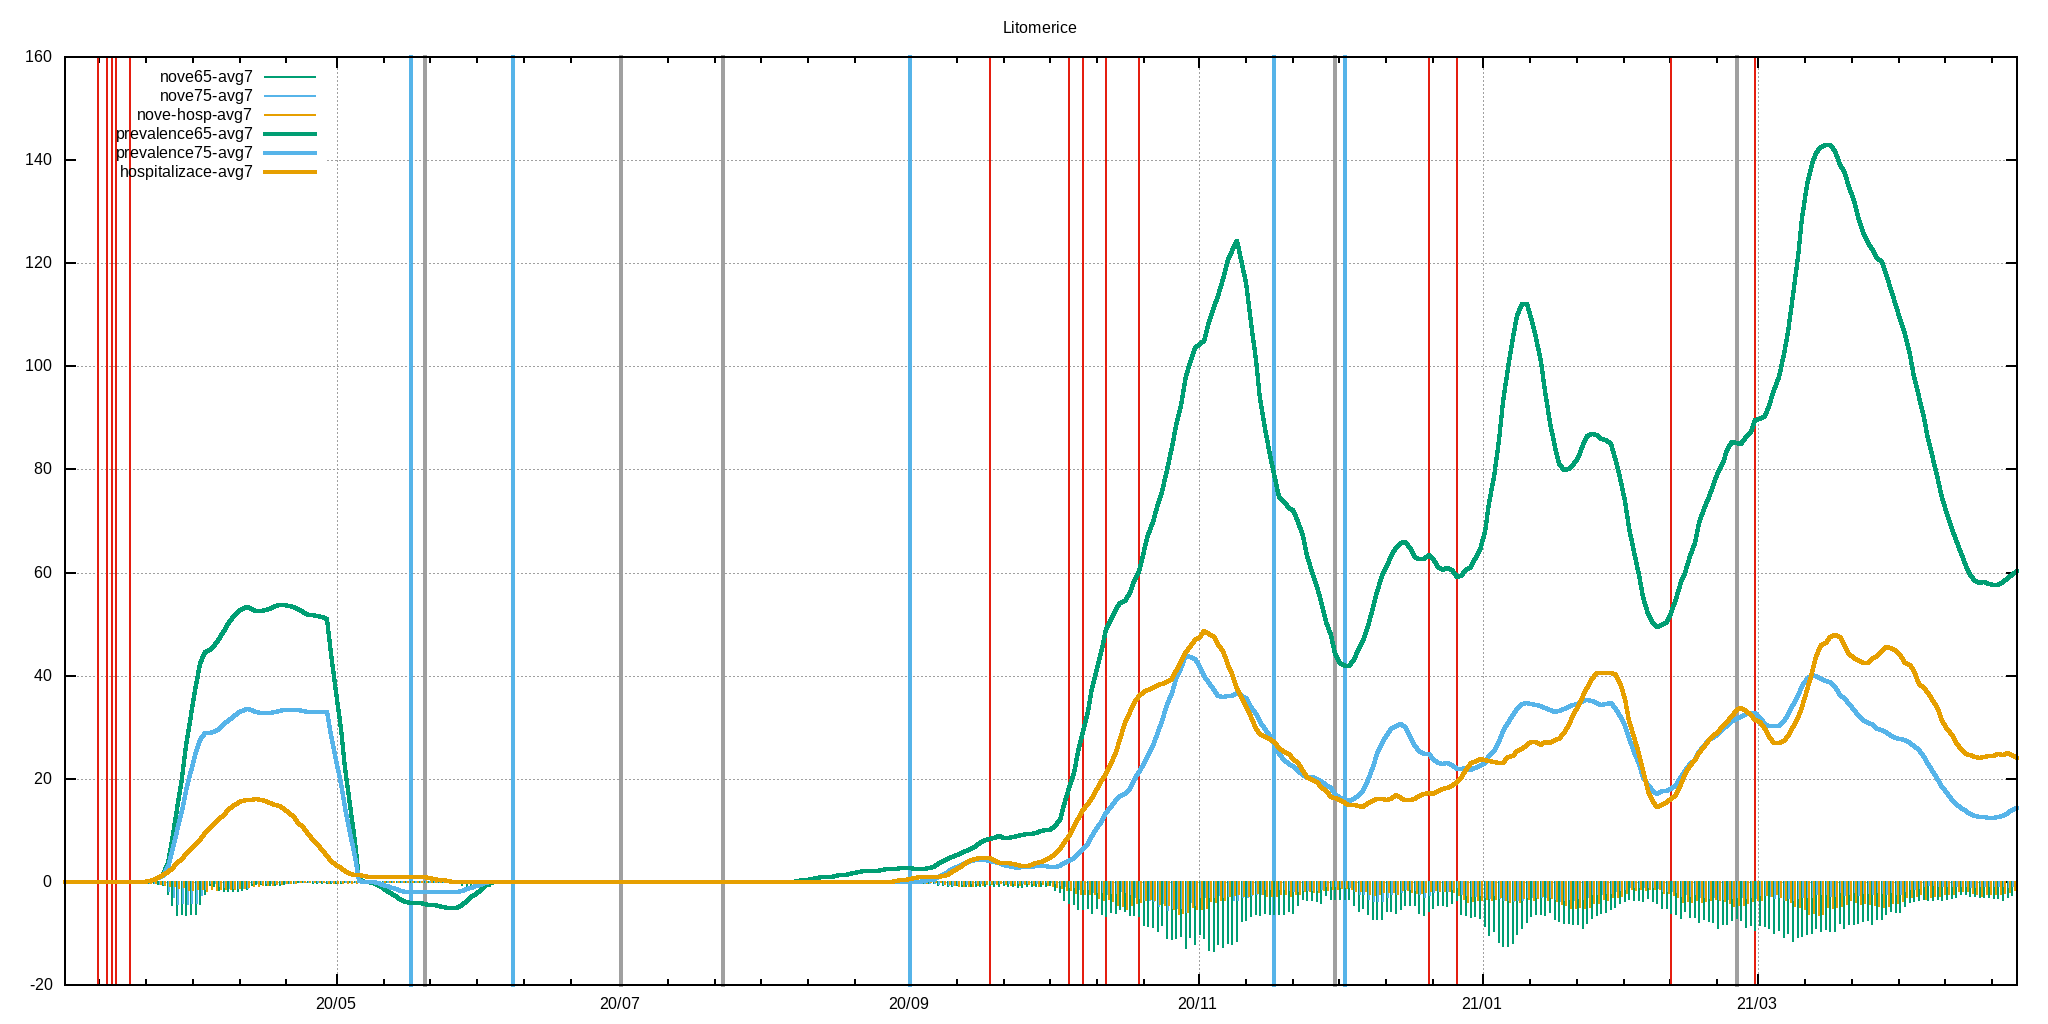 Litomerice
160
140
120
100
80
60
40
20
0
-20
nove65-avg7
nove75-avg7
nove-hosp-avg7
prevalence65-avg7
prevalence75-avg7
hospitalizace-avg7
20/05
20/07
20/09
20/11
21/01
21/03